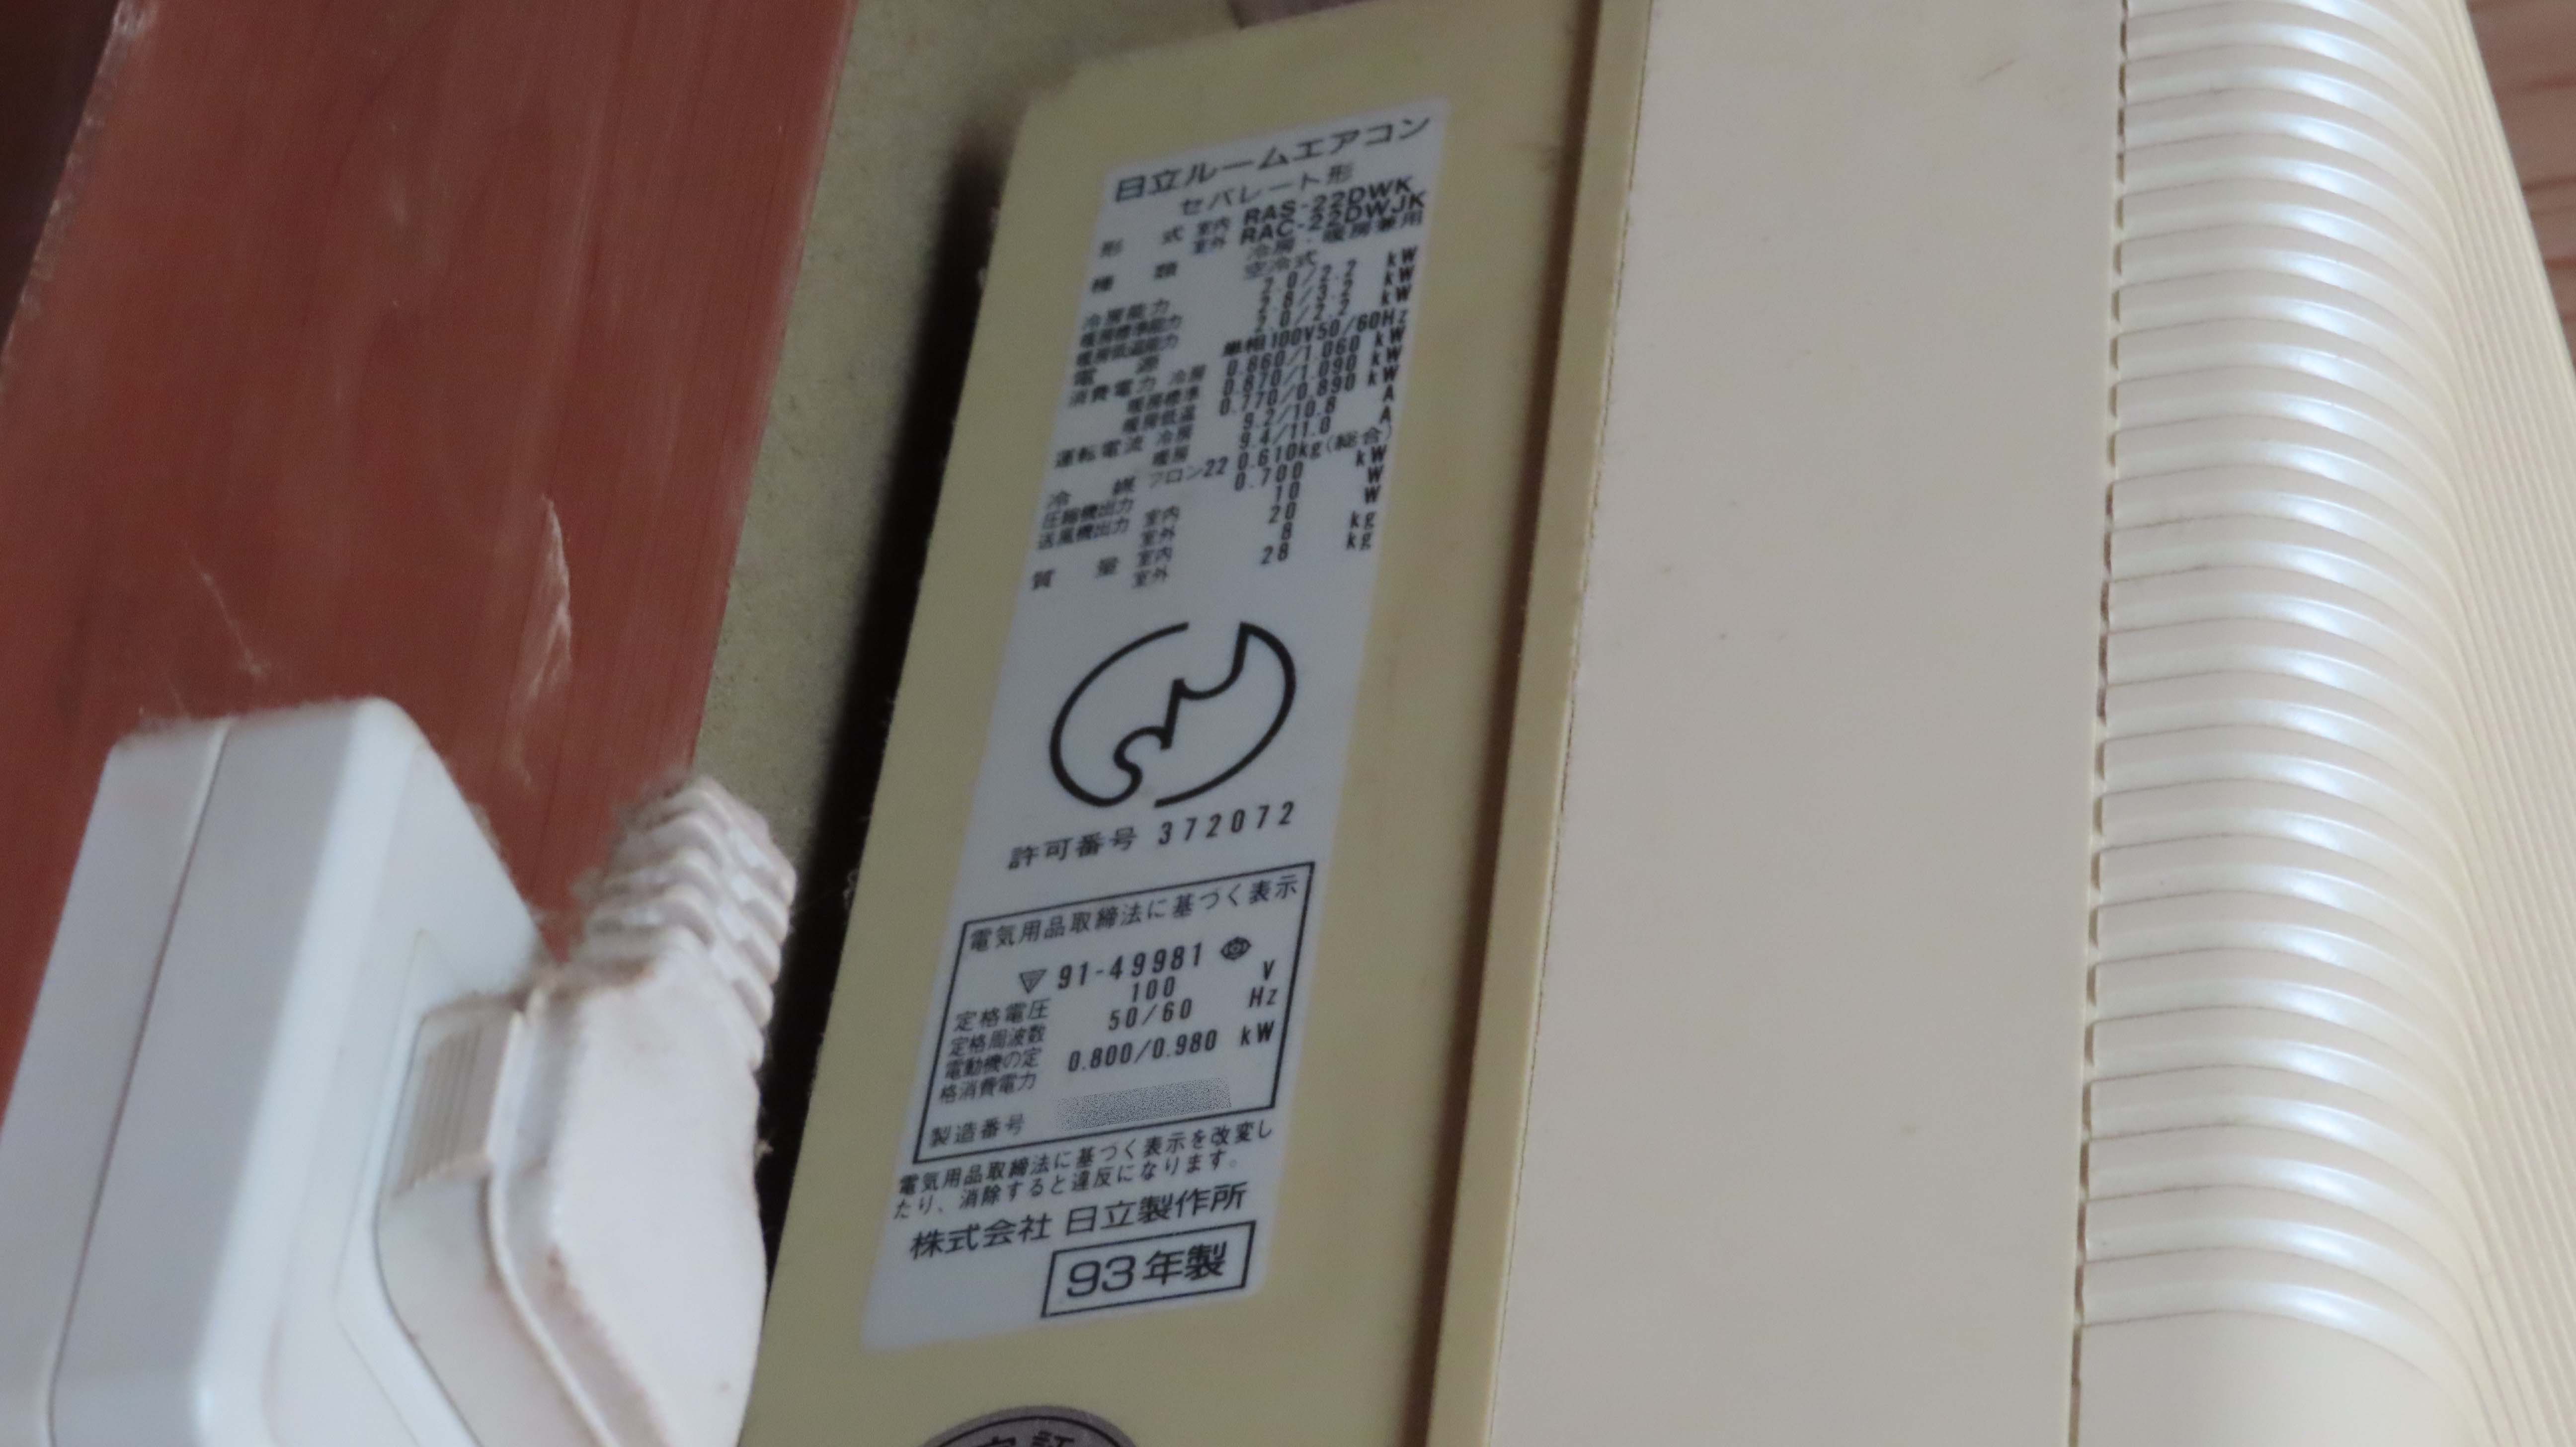 日立ルームエアコン
セパレート形
形 式 室内 RAS-22DWK
室外 RAC-22DWJK
種 類 冷房・暖房兼用
空冷式
冷房能力 2.0/2.2 kW
暖房標準能力 2.8/3.2 kW
暖房低温能力 2.0/2.2 kW
電 源 単相100V50/60Hz
消費電力 冷房 0.860/1.060 kW
暖房標準 0.870/1.090 kW
暖房低温 0.770/0.890 kW
運転電流 冷房 9.2/10.8 A
暖房 9.4/11.0 A
冷 媒 フロン22 0.610kg(総合)
圧縮機出力 0.700 kW
送風機出力 室内 10 W
室外 20 W
質 量 室内 8 kg
室外 28 kg
許可番号 372072
電気用品取締法に基づく表示
91-49981
定格電圧 100 V
定格周波数 50/60 Hz
電動機の定
格消費電力 0.800/0.980 kW
製造番号
電気用品取締法に基づく表示を改変し
たり、消除すると違反になります。
株式会社 日立製作所
93年製